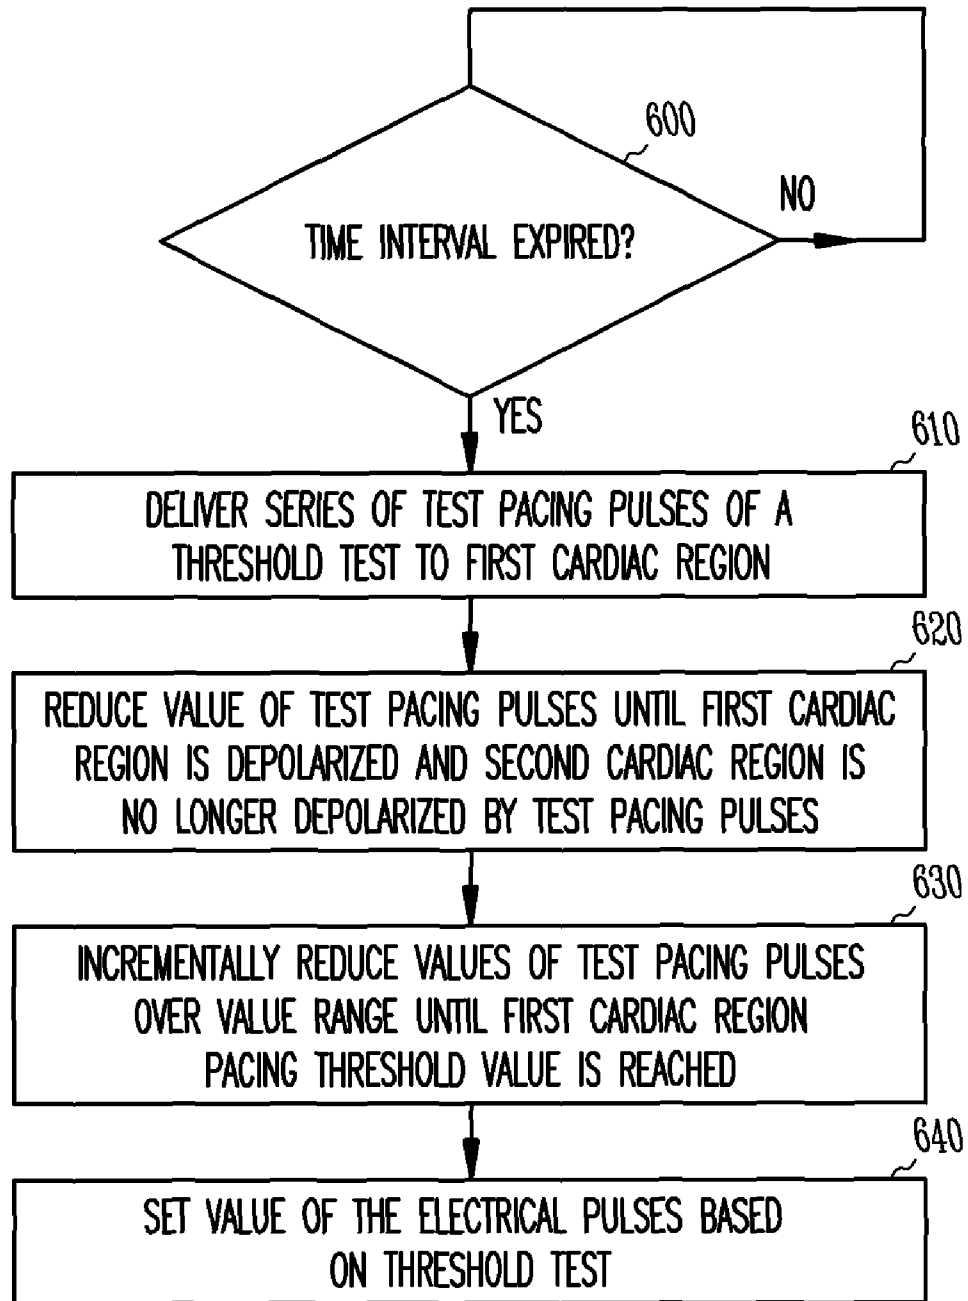 600
TIME INTERVAL EXPIRED?
NO
YES
610
DELIVER SERIES OF TEST PACING PULSES OF A
THRESHOLD TEST TO FIRST CARDIAC REGION
620
REDUCE VALUE OF TEST PACING PULSES UNTIL FIRST CARDIAC
REGION IS DEPOLARIZED AND SECOND CARDIAC REGION IS
NO LONGER DEPOLARIZED BY TEST PACING PULSES
630
INCREMENTALLY REDUCE VALUES OF TEST PACING PULSES
OVER VALUE RANGE UNTIL FIRST CARDIAC REGION
PACING THRESHOLD VALUE IS REACHED
640
SET VALUE OF THE ELECTRICAL PULSES BASED
ON THRESHOLD TEST